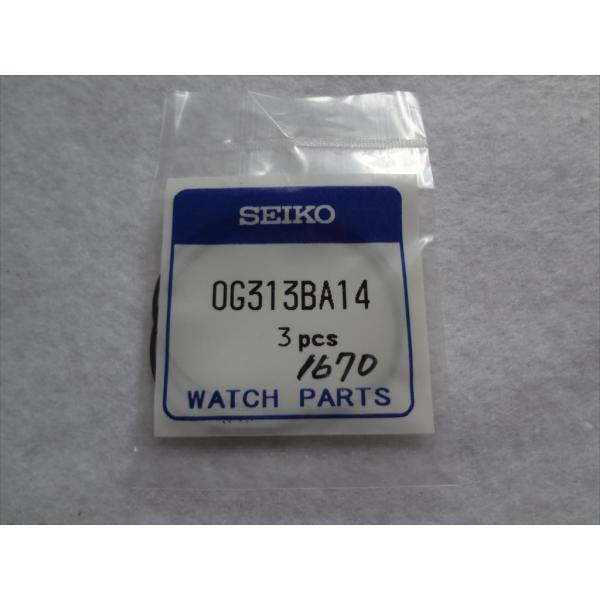 SEIKO
0G313BA14
3 pcs
1670
WATCH PARTS